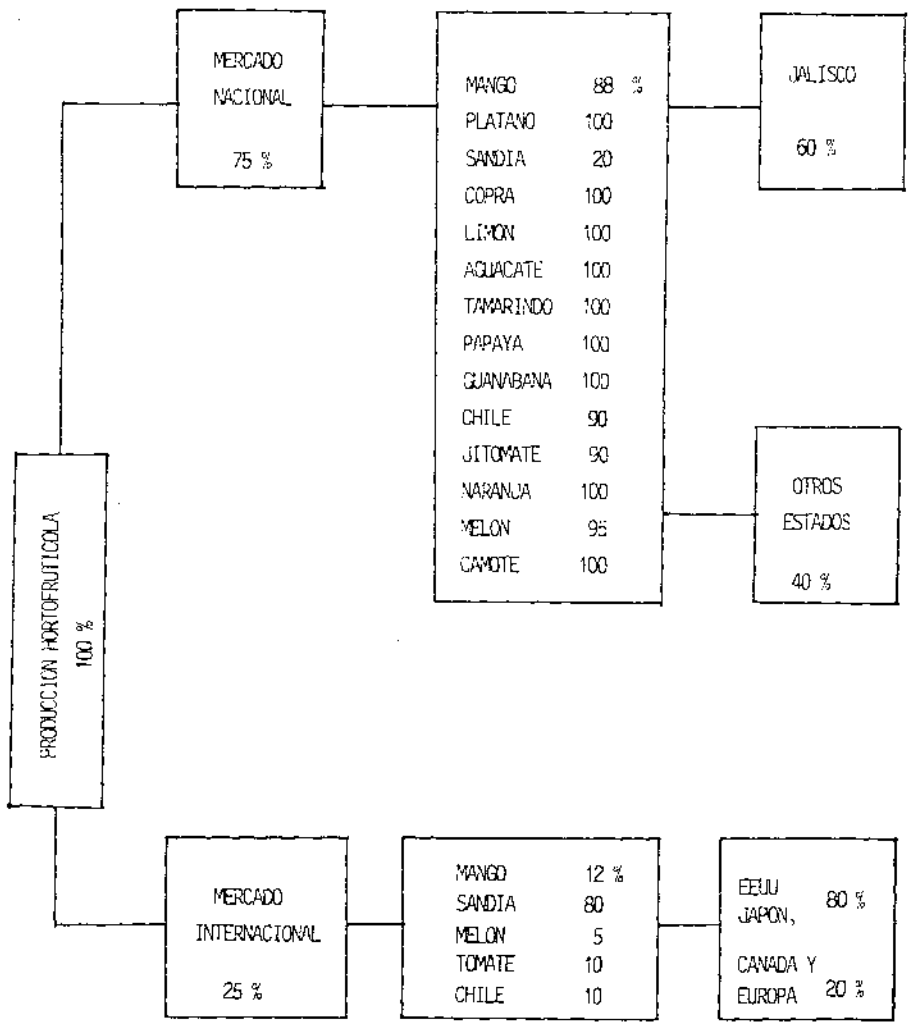 PRODUCCION HORTOFRUTICOLA
100 %
MERCADO
NACIONAL
75 %
MANGO 88 %
PLATANO 100
SANDIA 20
COPRA 100
LIMON 100
AGUACATE 100
TAMARINDO 100
PAPAYA 100
GUANABANA 100
CHILE 90
JITOMATE 90
NARANJA 100
MELON 95
CAMOTE 100
JALISCO
60 %
OTROS
ESTADOS
40 %
MERCADO
INTERNACIONAL
25 %
MANGO 12 %
SANDIA 80
MELON 5
TOMATE 10
CHILE 10
EEUU 80 %
JAPON,
CANADA Y
EUROPA 20 %